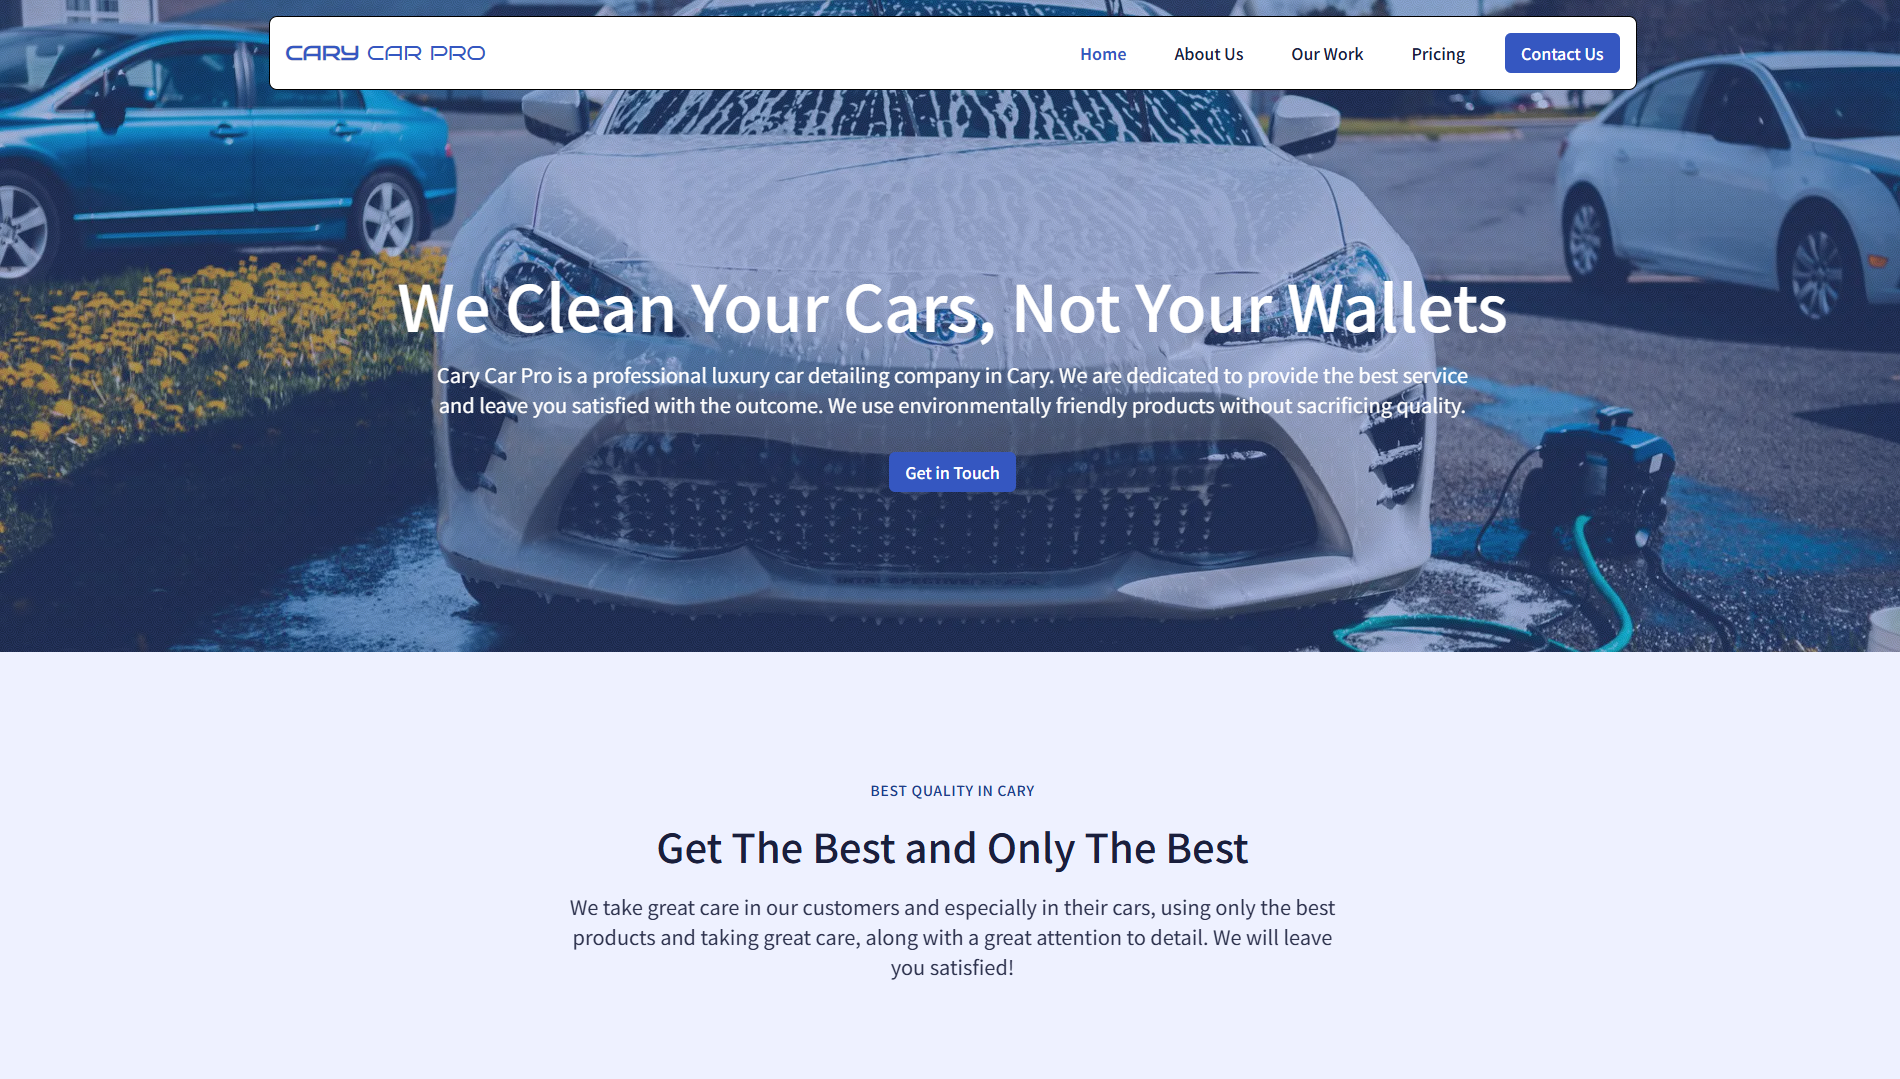 CARY CAR PRO
Home
About Us
Our Work
Pricing
Contact Us
We Clean Your Cars, Not Your Wallets
Cary Car Pro is a professional luxury car detailing company in Cary. We are dedicated to provide the best service
and leave you satisfied with the outcome. We use environmentally friendly products without sacrificing quality.
Get in Touch
BEST QUALITY IN CARY
Get The Best and Only The Best
We take great care in our customers and especially in their cars, using only the best
products and taking great care, along with a great attention to detail. We will leave
you satisfied!